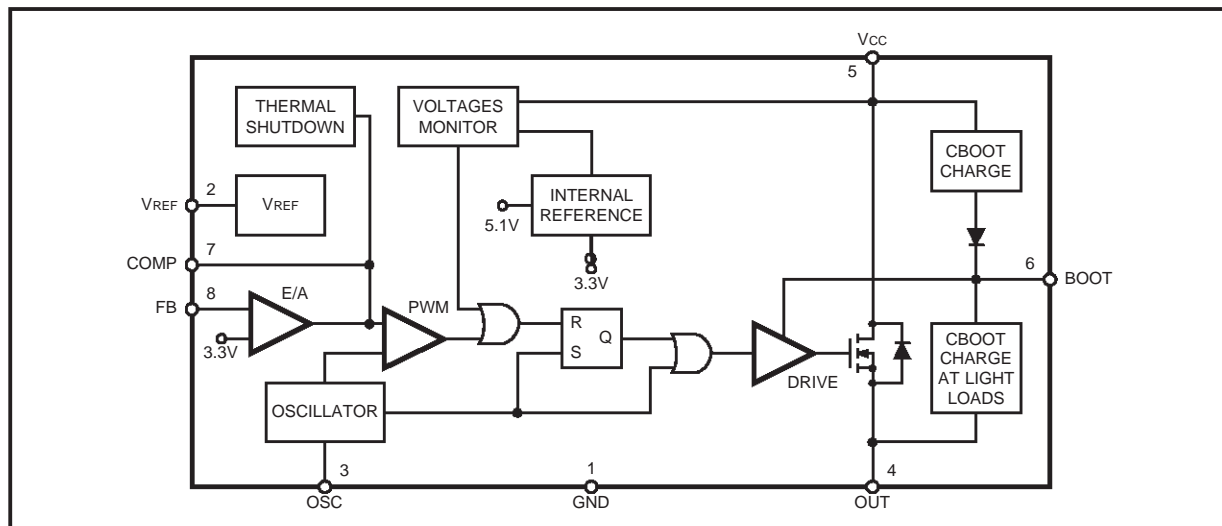 VCC
5
THERMAL
SHUTDOWN
VOLTAGES
MONITOR
CBOOT
CHARGE
2
VREF
VREF
INTERNAL
REFERENCE
5.1V
3.3V
7
COMP
6
BOOT
8
FB
E/A
3.3V
PWM
R
S
Q
DRIVE
CBOOT
CHARGE
AT LIGHT
LOADS
OSCILLATOR
3
OSC
1
GND
4
OUT